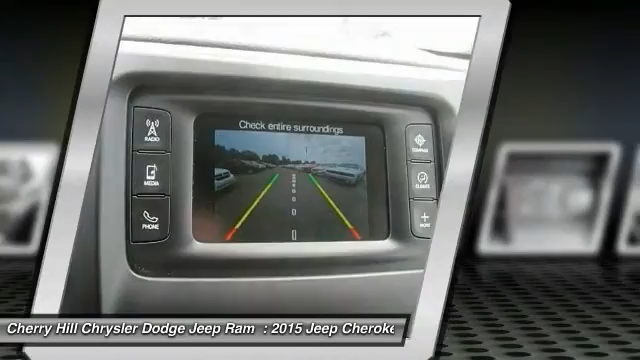 Check entire surroundings
RADIO
MEDIA
PHONE
COMPASS
CLIMATE
MORE
Cherry Hill Chrysler Dodge Jeep Ram : 2015 Jeep Cheroke